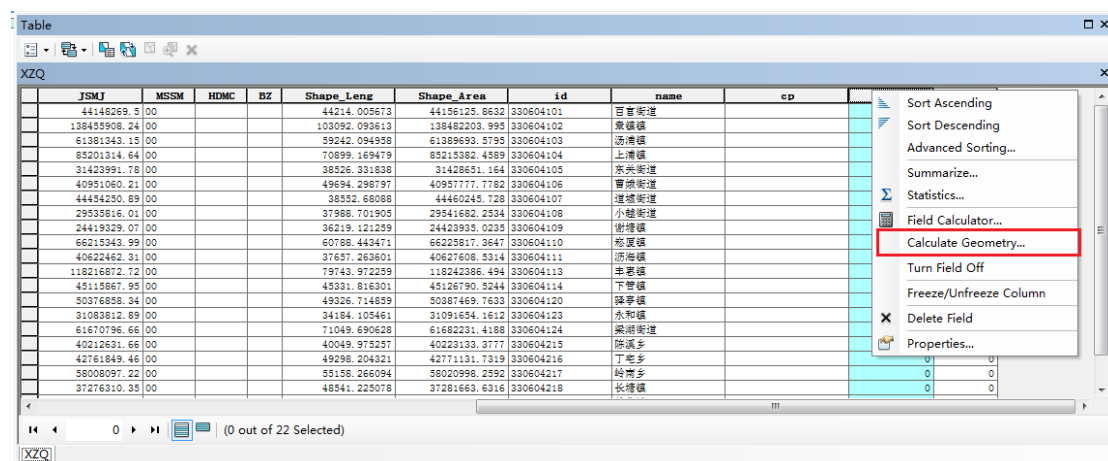 Table
XZQ
JSMJ MSSM HDMC BZ Shape_Leng Shape_Area id name cp
44148269.5 00 44214.005673 44156125.8632 330604101 百官街道
138455908.24 00 103092.093613 138482203.995 330604102 章镇镇
61381343.15 00 59242.094958 61389693.5795 330604103 汤浦镇
85201314.64 00 70899.169479 85215382.4589 330604104 上浦镇
31423991.78 00 38526.331838 31428651.164 330604105 东关街道
40951060.21 00 49694.298797 40957777.7782 330604106 曹娥街道
44454250.89 00 38552.68088 44460245.728 330604107 道墟街道
29535816.01 00 37988.701905 29541682.2534 330604108 小越街道
24419329.07 00 36219.121259 24423935.0235 330604109 谢塘镇
66215343.99 00 60788.443471 66225817.3647 330604110 崧厦镇
40622462.31 00 37657.263601 40627608.5314 330604111 沥海镇
118216872.72 00 79743.972259 118242386.494 330604113 丰惠镇
45115867.95 00 45331.816301 45126790.5244 330604114 下管镇
50376858.34 00 49326.714859 50387469.7633 330604120 驿亭镇
31083812.89 00 34184.105461 31091654.1612 330604123 永和镇
61670796.66 00 71049.690628 61682231.4188 330604124 梁湖街道
40212631.66 00 40049.975257 40223133.3777 330604215 陈溪乡
42761849.46 00 49298.204321 42771131.7319 330604216 丁宅乡 0 0
58008097.22 00 55158.266094 58020998.2592 330604217 岭南乡 0 0
37276310.35 00 48541.225078 37281663.6316 330604218 长塘镇 0 0
Sort Ascending
Sort Descending
Advanced Sorting...
Summarize...
Σ Statistics...
Field Calculator...
Calculate Geometry...
Turn Field Off
Freeze/Unfreeze Column
Delete Field
Properties...
0 (0 out of 22 Selected)
XZQ